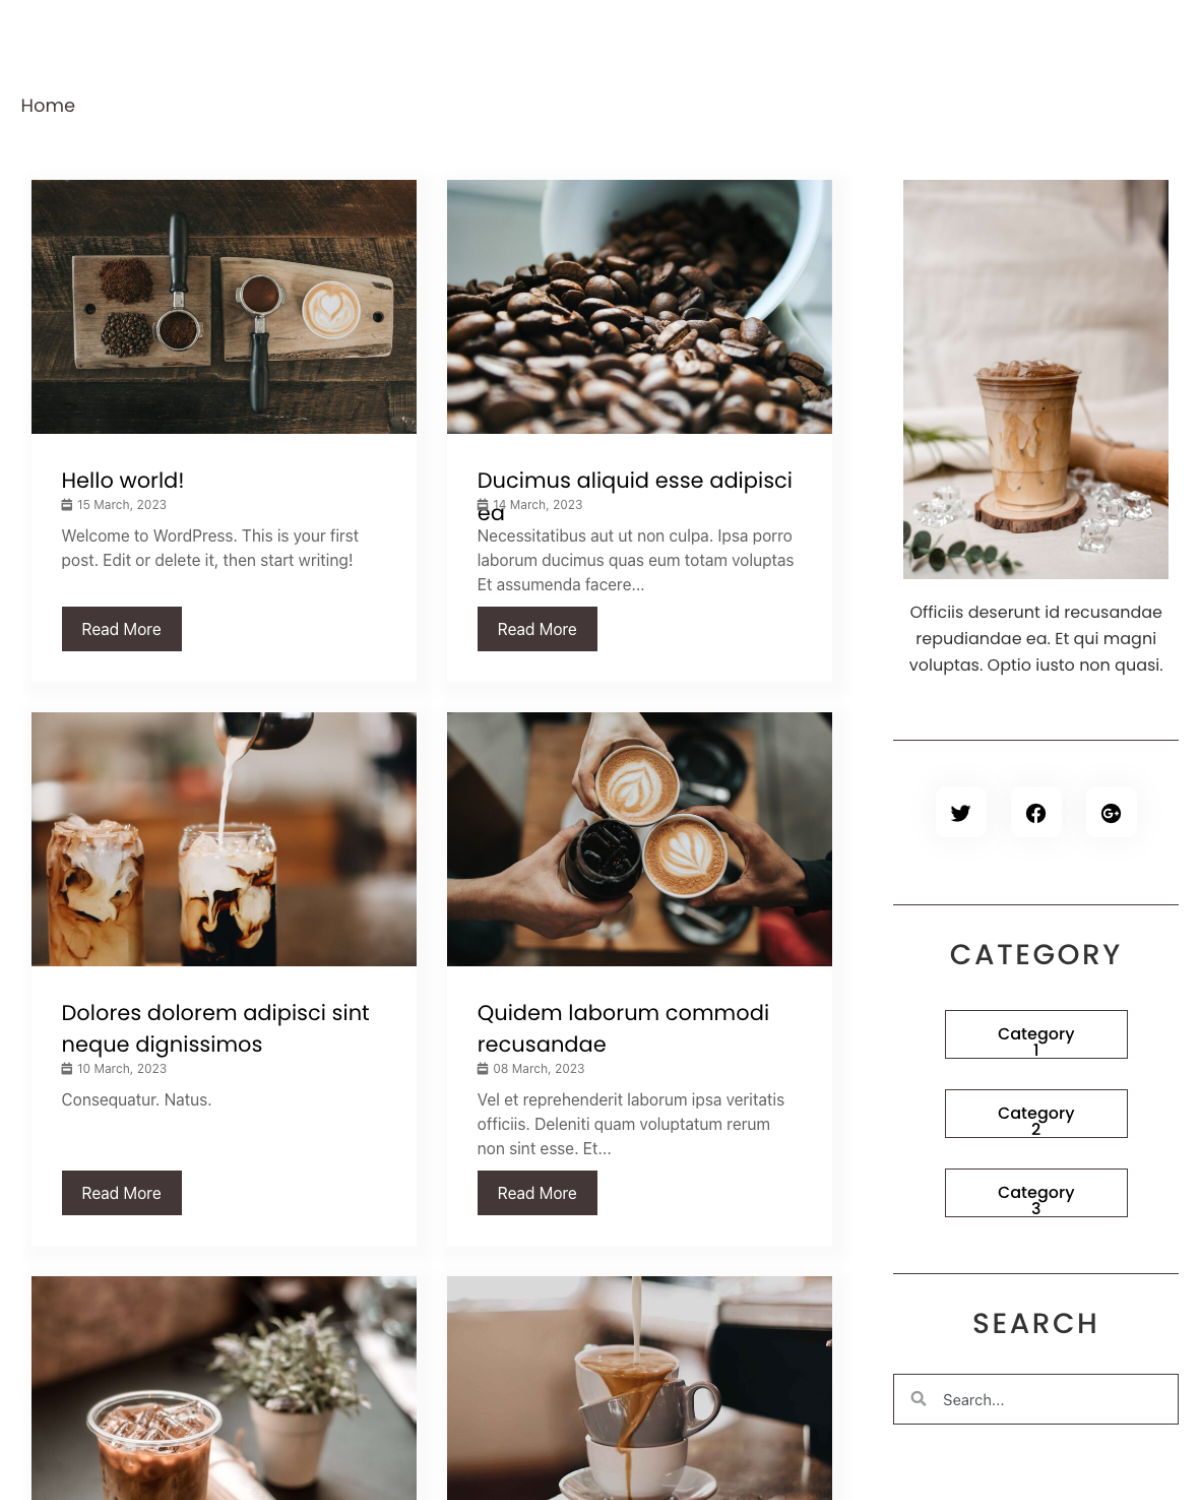 Home
Hello world!
15 March, 2023
Welcome to WordPress. This is your first
post. Edit or delete it, then start writing!
Read More
Ducimus aliquid esse adipisci
ea
14 March, 2023
Necessitatibus aut ut non culpa. Ipsa porro
laborum ducimus quas eum totam voluptas
Et assumenda facere...
Read More
Dolores dolorem adipisci sint
neque dignissimos
10 March, 2023
Consequatur. Natus.
Read More
Quidem laborum commodi
recusandae
08 March, 2023
Vel et reprehenderit laborum ipsa veritatis
officiis. Deleniti quam voluptatum rerum
non sint esse. Et...
Read More
Officiis deserunt id recusandae
repudiandae ea. Et qui magni
voluptas. Optio iusto non quasi.
CATEGORY
Category
1
Category
2
Category
3
SEARCH
Search...